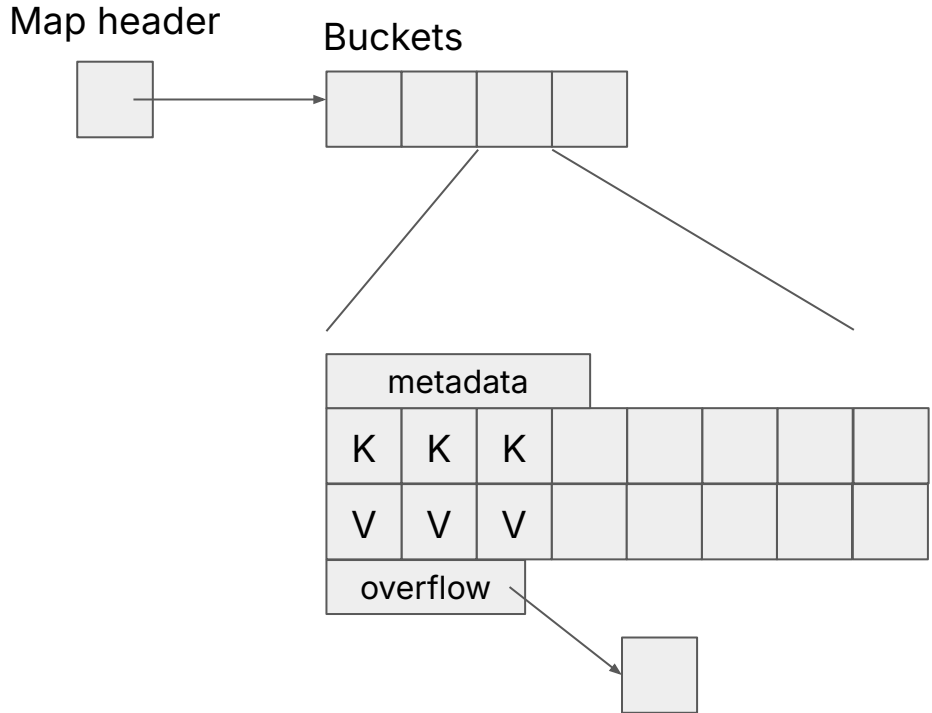 Map header
Buckets
metadata
K K K
V V V
overflow